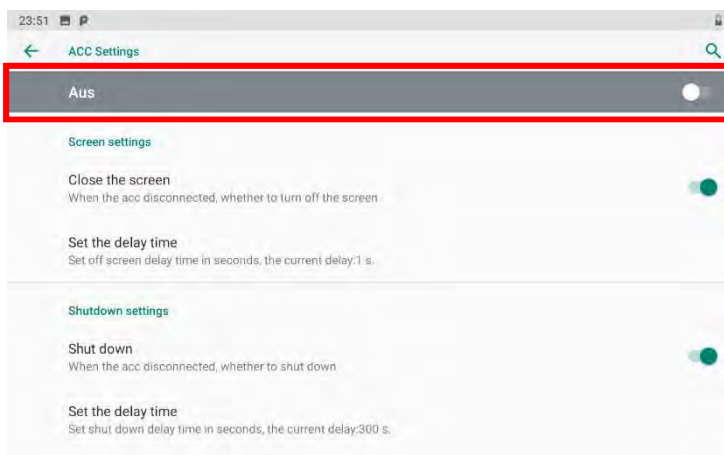 23:51
ACC Settings
Aus
Screen settings
Close the screen
When the acc disconnected, whether to turn off the screen
Set the delay time
Set off screen delay time in seconds, the current delay:1 s.
Shutdown settings
Shut down
When the acc disconnected, whether to shut down
Set the delay time
Set shut down delay time in seconds, the current delay:300 s.